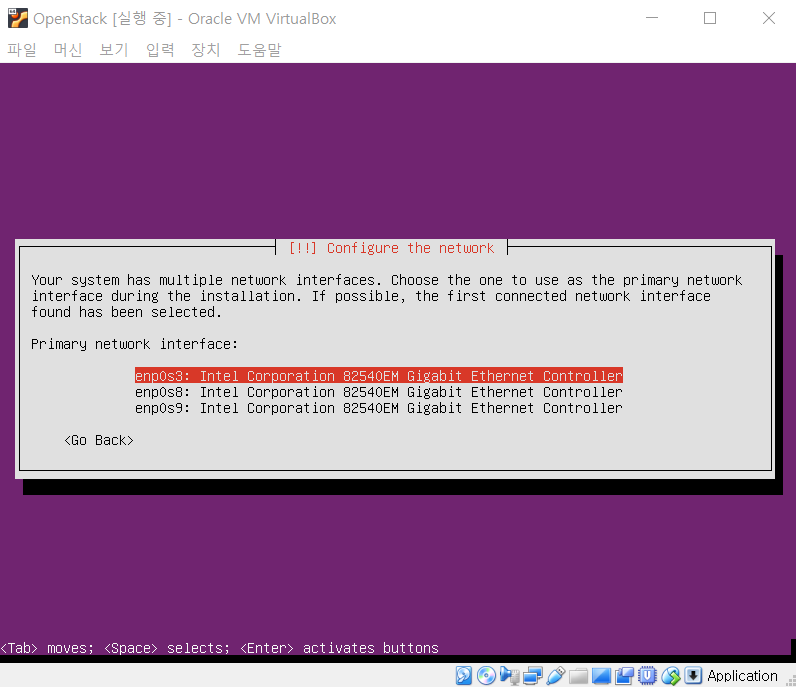 OpenStack [실행 중] - Oracle VM VirtualBox
파일 머신 보기 입력 장치 도움말
[!!] Configure the network
Your system has multiple network interfaces. Choose the one to use as the primary network
interface during the installation. If possible, the first connected network interface
found has been selected.
Primary network interface:
enp0s3: Intel Corporation 82540EM Gigabit Ethernet Controller
enp0s8: Intel Corporation 82540EM Gigabit Ethernet Controller
enp0s9: Intel Corporation 82540EM Gigabit Ethernet Controller
<Go Back>
<Tab> moves; <Space> selects; <Enter> activates buttons
Application